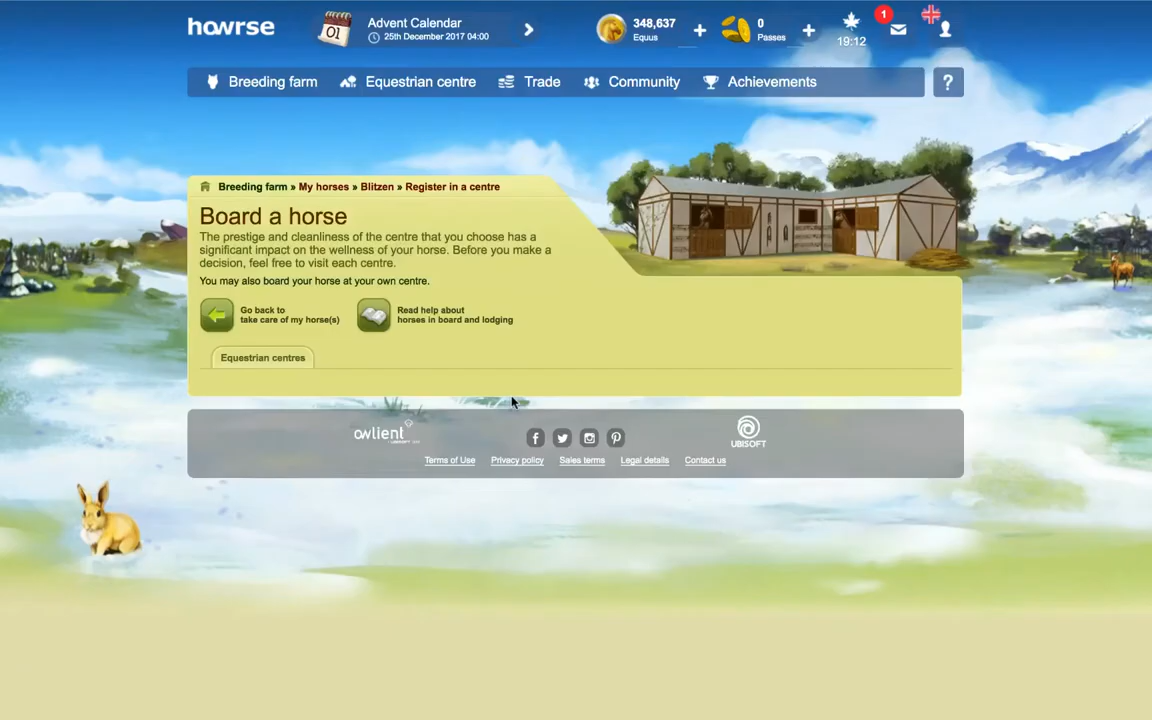 howrse
01
Advent Calendar
25th December 2017 04:00
348,637
Equus
0
Passes
19:12
1
Breeding farm
Equestrian centre
Trade
Community
Achievements
?
Breeding farm » My horses » Blitzen » Register in a centre
Board a horse
The prestige and cleanliness of the centre that you choose has a
significant impact on the wellness of your horse. Before you make a
decision, feel free to visit each centre.
You may also board your horse at your own centre.
Go back to
take care of my horse(s)
Read help about
horses in board and lodging
Equestrian centres
owlient
UBISOFT
Terms of Use
Privacy policy
Sales terms
Legal details
Contact us